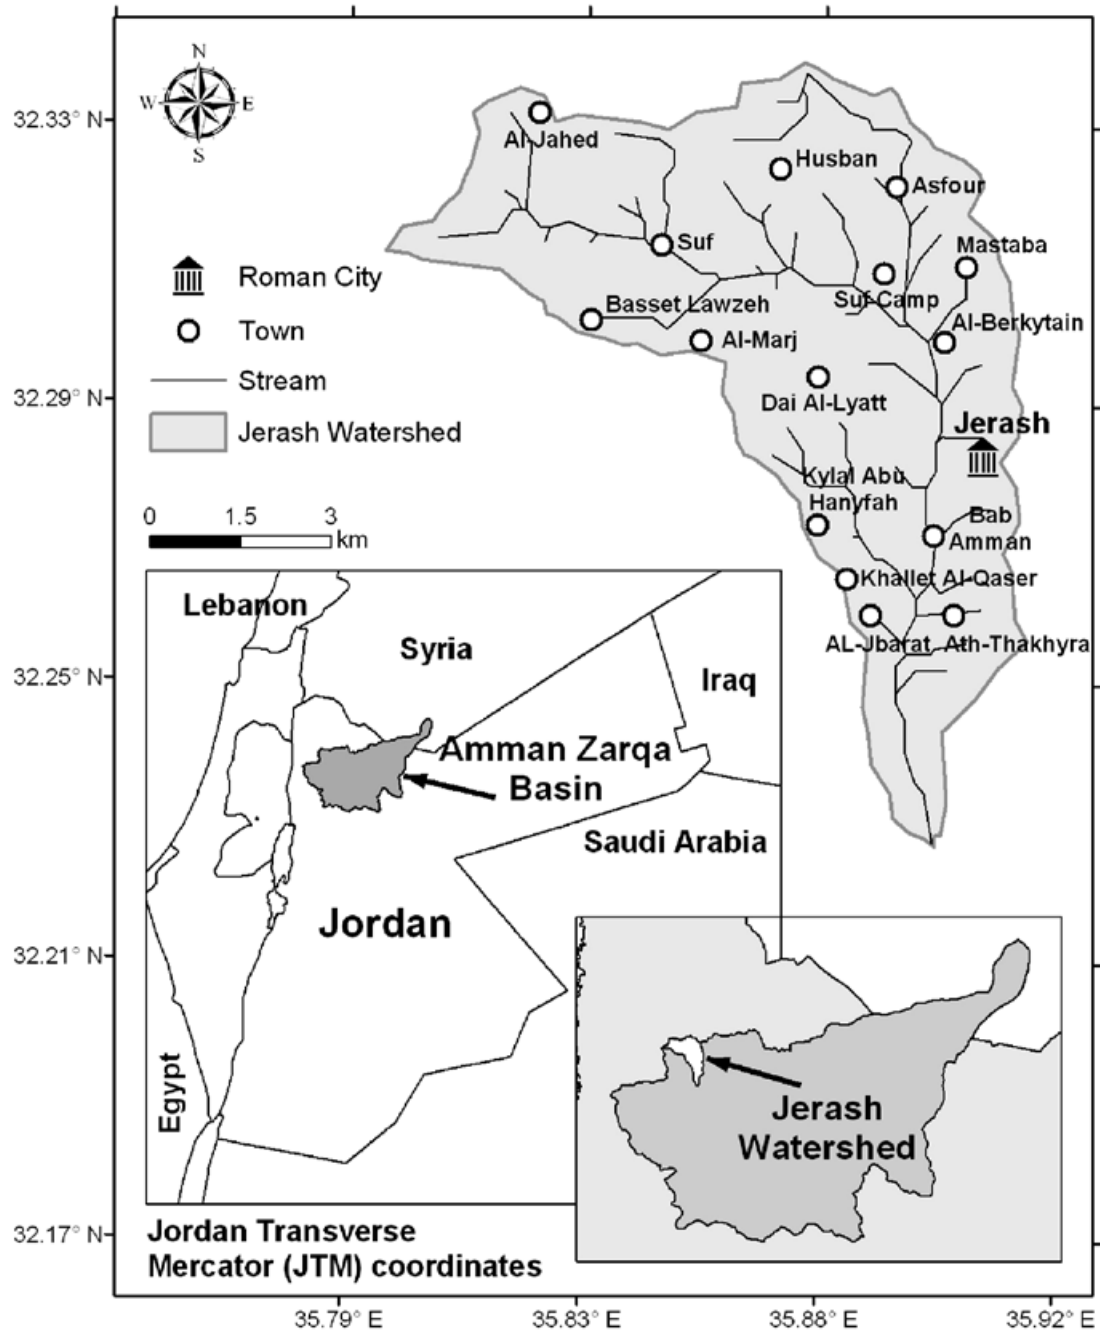 N
W
E
S
32.33° N
32.29° N
32.25° N
32.21° N
32.17° N
35.79° E
35.83° E
35.88° E
35.92° E
Roman City
Town
Stream
Jerash Watershed
0 1.5 3
km
Al-Jahed
Husban
Asfour
Suf
Mastaba
Suf Camp
Basset Lawzeh
Al-Berkytain
Al-Marj
Dai Al-Lyatt
Jerash
Kylal Abu
Hanyfah
Bab
Amman
Khallet Al-Qaser
AL-Jbarat
Ath-Thakhyra
Lebanon
Syria
Iraq
Amman Zarqa
Basin
Saudi Arabia
Jordan
Egypt
Jerash
Watershed
Jordan Transverse
Mercator (JTM) coordinates